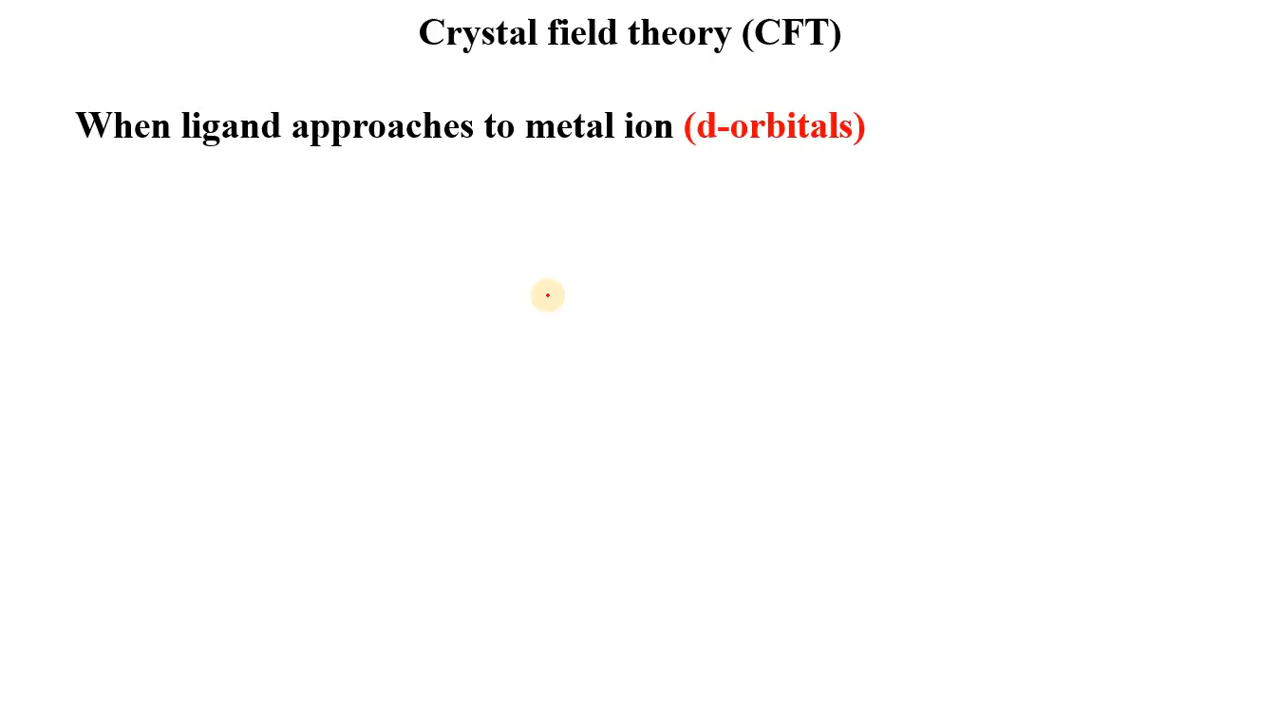 Crystal field theory (CFT)
When ligand approaches to metal ion (d-orbitals)